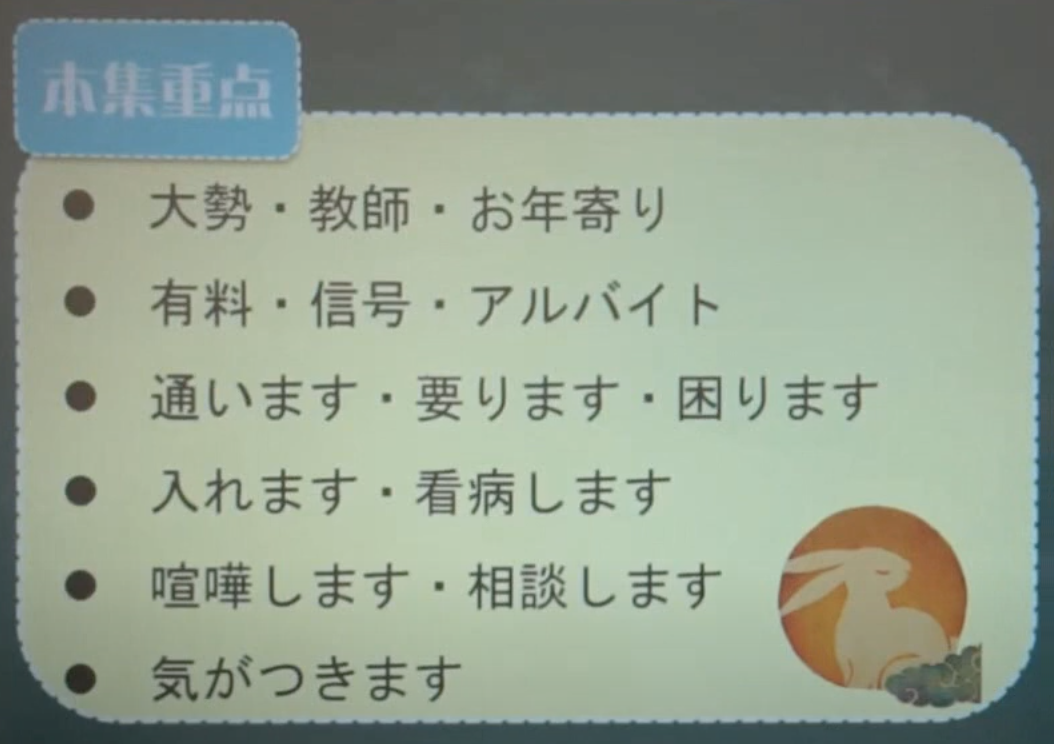 本集重点
● 大勢・教師・お年寄り
● 有料・信号・アルバイト
● 通います・要ります・困ります
● 入れます・看病します
● 喧嘩します・相談します
● 気がつきます